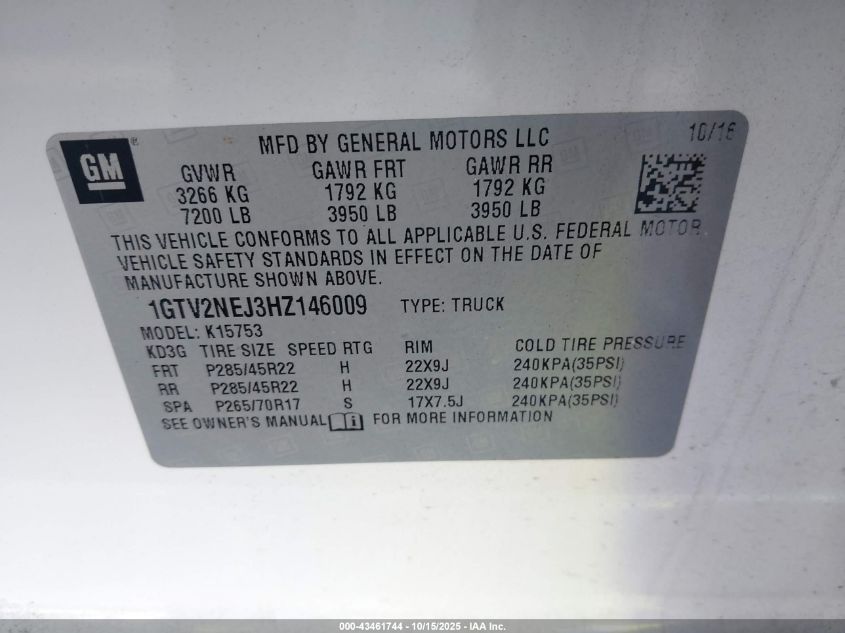 GM
MFD BY GENERAL MOTORS LLC
10/16
GVWR GAWR FRT GAWR RR
3266 KG 1792 KG 1792 KG
7200 LB 3950 LB 3950 LB
THIS VEHICLE CONFORMS TO ALL APPLICABLE U.S. FEDERAL MOTOR
VEHICLE SAFETY STANDARDS IN EFFECT ON THE DATE OF
MANUFACTURE SHOWN ABOVE.
1GTV2NEJ3HZ146009 TYPE: TRUCK
MODEL: K15753
KD3G TIRE SIZE SPEED RTG RIM COLD TIRE PRESSURE
FRT P285/45R22 H 22X9J 240KPA(35PSI)
RR P285/45R22 H 22X9J 240KPA(35PSI)
SPA P265/70R17 S 17X7.5J 240KPA(35PSI)
SEE OWNER'S MANUAL i FOR MORE INFORMATION
000-43461744 - 10/15/2025 - IAA Inc.